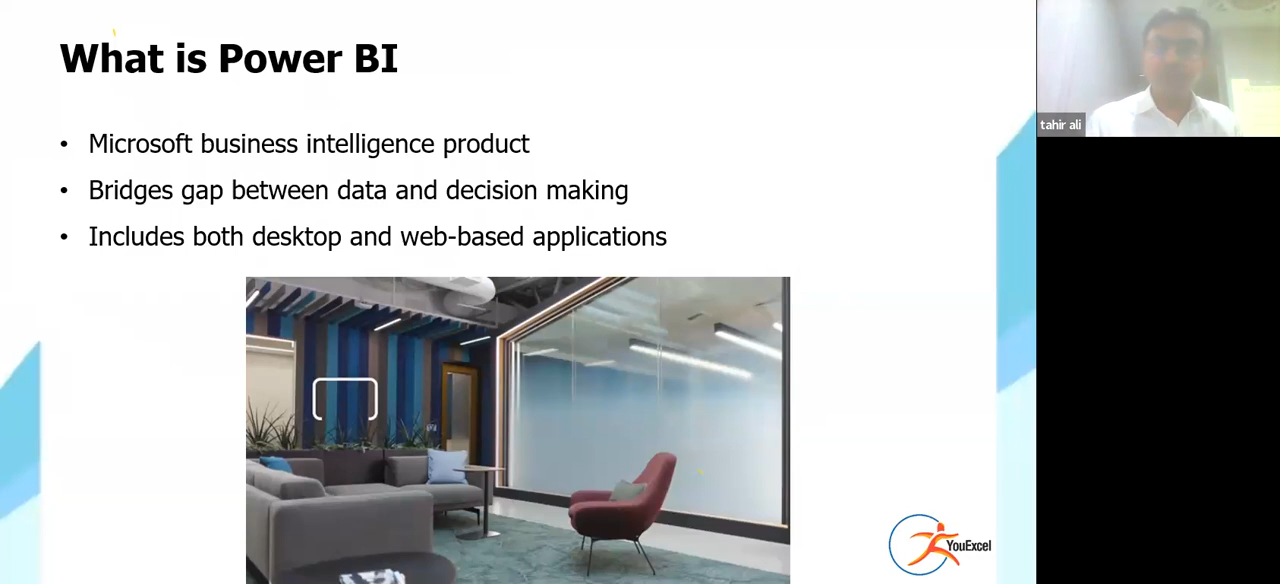 What is Power BI
• Microsoft business intelligence product
• Bridges gap between data and decision making
• Includes both desktop and web-based applications
tahir ali
YouExcel